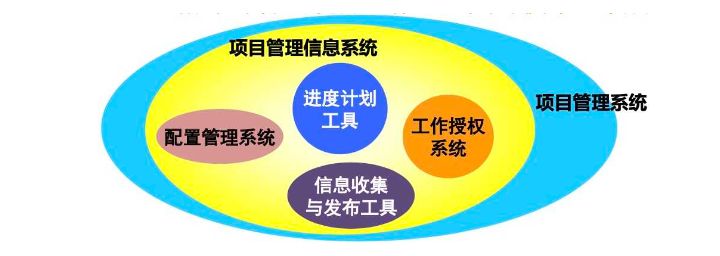 项目管理信息系统
进度计划
工具
项目管理系统
工作授权
系统
配置管理系统
信息收集
与发布工具